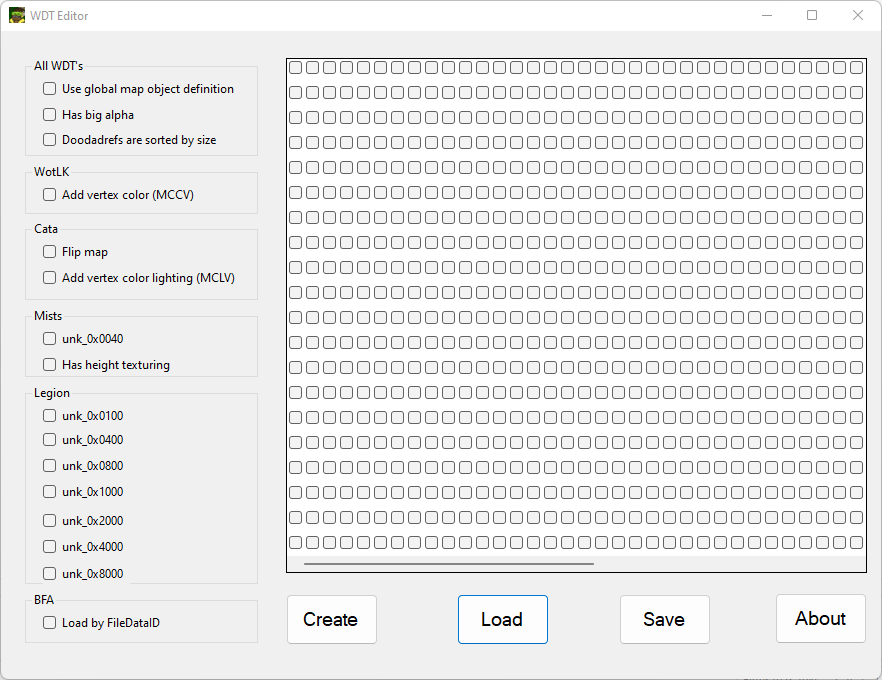 WDT Editor
All WDT's
Use global map object definition
Has big alpha
Doodadrefs are sorted by size
WotLK
Add vertex color (MCCV)
Cata
Flip map
Add vertex color lighting (MCLV)
Mists
unk_0x0040
Has height texturing
Legion
unk_0x0100
unk_0x0400
unk_0x0800
unk_0x1000
unk_0x2000
unk_0x4000
unk_0x8000
BFA
Load by FileDataID
Create
Load
Save
About